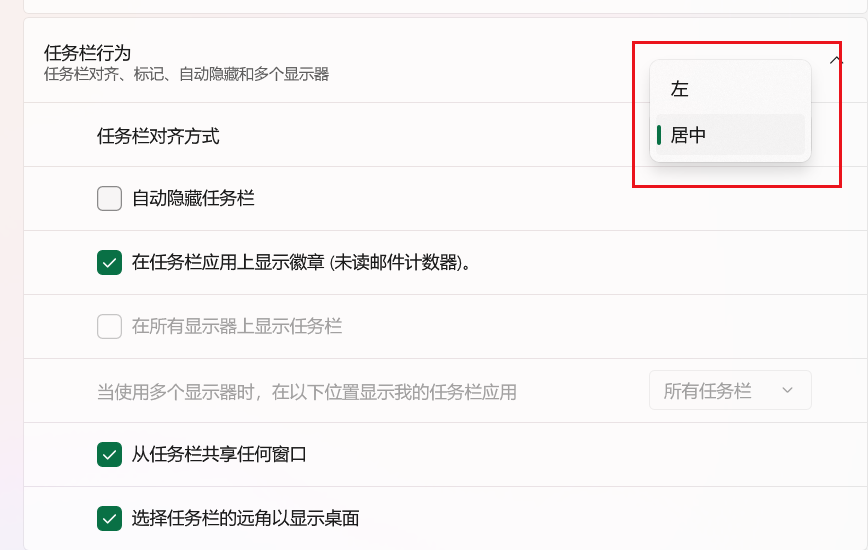 任务栏行为
任务栏对齐、标记、自动隐藏和多个显示器
左
任务栏对齐方式
居中
自动隐藏任务栏
在任务栏应用上显示徽章 (未读邮件计数器)。
在所有显示器上显示任务栏
当使用多个显示器时，在以下位置显示我的任务栏应用
所有任务栏
从任务栏共享任何窗口
选择任务栏的远角以显示桌面